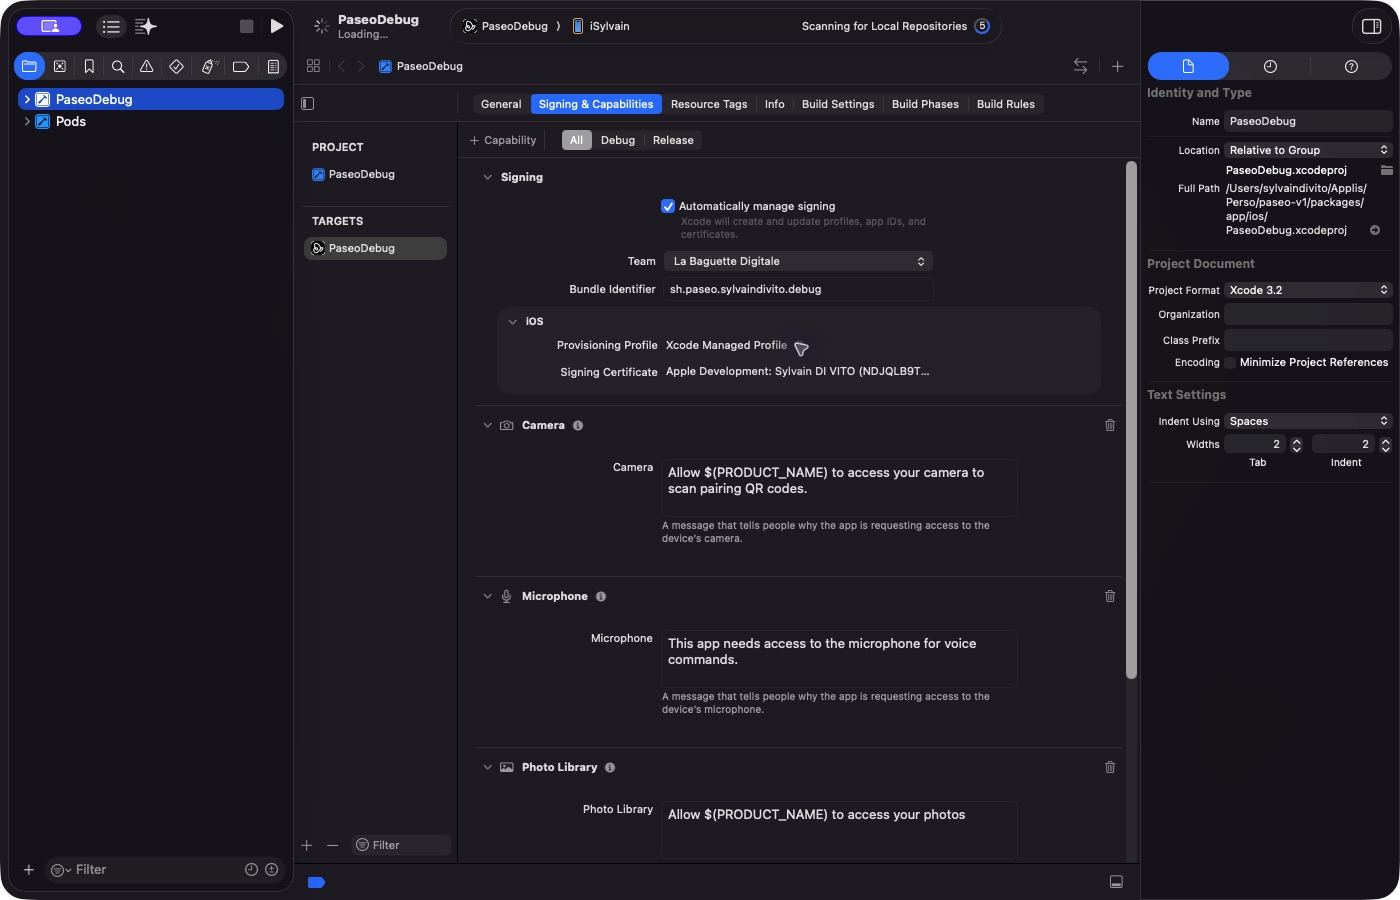 PaseoDebug
Loading...
PaseoDebug
iSylvain
Scanning for Local Repositories
5
PaseoDebug
PaseoDebug
Pods
General
Signing & Capabilities
Resource Tags
Info
Build Settings
Build Phases
Build Rules
PROJECT
PaseoDebug
TARGETS
PaseoDebug
Capability
All
Debug
Release
Signing
Automatically manage signing
Xcode will create and update profiles, app IDs, and
certificates.
Team
La Baguette Digitale
Bundle Identifier
sh.paseo.sylvaindivito.debug
iOS
Provisioning Profile
Xcode Managed Profile
Signing Certificate
Apple Development: Sylvain DI VITO (NDJQLB9T...
Camera
Camera
Allow $(PRODUCT_NAME) to access your camera to
scan pairing QR codes.
A message that tells people why the app is requesting access to the
device's camera.
Microphone
Microphone
This app needs access to the microphone for voice
commands.
A message that tells people why the app is requesting access to the
device's microphone.
Photo Library
Photo Library
Allow $(PRODUCT_NAME) to access your photos
Filter
Filter
Identity and Type
Name
PaseoDebug
Location
Relative to Group
PaseoDebug.xcodeproj
Full Path
/Users/sylvaindivito/Applis/
Perso/paseo-v1/packages/
app/ios/
PaseoDebug.xcodeproj
Project Document
Project Format
Xcode 3.2
Organization
Class Prefix
Encoding
Minimize Project References
Text Settings
Indent Using
Spaces
Widths
2
2
Tab
Indent